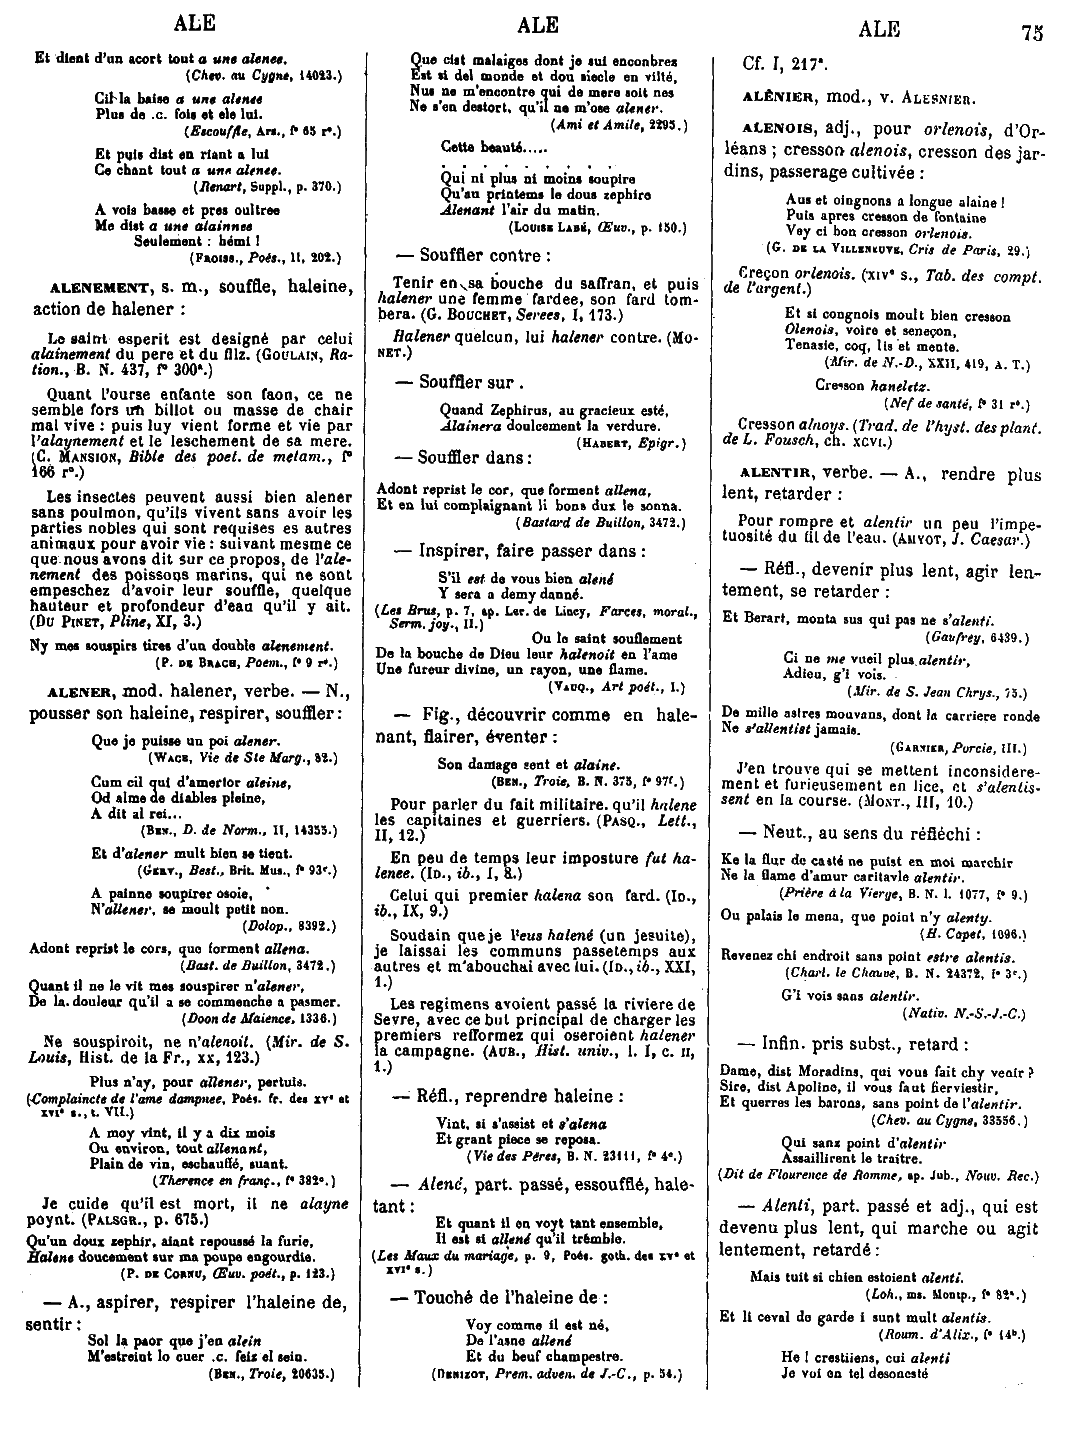 ALE
ALE
ALE
75
Et dient d'un acort tout a une alenee.
(Chev. au Cygne, 14023.)
Cil la baise a une alenee
Plus de .c. fois et ele lui.
(Escouffle, Ars., f° 65 r°.)
Et puis dist en riant a lui
Ce chant tout a une alenee.
(Renart, Suppl., p. 370.)
A vois basse et pres oultree
Me dist a une alainnee
Seulement : hémi !
(Froiss., Poés., II, 202.)
ALENEMENT, s. m., souffle, haleine,
action de halener :
Le saint esperit est designé par celui
alainement du pere et du filz. (Goulain, Ra-
tion., B. N. 437, f° 300ª.)
Quant l'ourse enfante son faon, ce ne
semble fors un billot ou masse de chair
mal vive : puis luy vient forme et vie par
l'alaynement et le leschement de sa mere.
(C. Mansion, Bible des poet. de metam., f°
166 r°.)
Les insectes peuvent aussi bien alener
sans poulmon, qu'ils vivent sans avoir les
parties nobles qui sont requises es autres
animaux pour avoir vie : suivant mesme ce
que nous avons dit sur ce propos, de l'ale-
nement des poissons marins, qui ne sont
empeschez d'avoir leur souffle, quelque
hauteur et profondeur d'eau qu'il y ait.
(Du Pinet, Pline, XI, 3.)
Ny mes souspirs tires d'un double alenement.
(P. de Brach, Poem., f° 9 r°.)
ALENER, mod. halener, verbe. — N.,
pousser son haleine, respirer, souffler :
Que je puisse un poi alener.
(Wace, Vie de Ste Marg., 82.)
Cum cil qui d'amertor aleine,
Od alme de diables pleine,
A dit al rei...
(Ben., D. de Norm., II, 14355.)
Et d'alener mult bien se tient.
(Gerv., Best., Brit. Mus., f° 93ᶜ.)
A painne soupirer osoie,
N'allener, se moult petit non.
(Dolop., 8392.)
Adont reprist le cors, que forment allena.
(Bast. de Buillon, 3472.)
Quant il ne le vit mes souspirer n'alener,
De la douleur qu'il a se commenche a pasmer.
(Doon de Maience, 1336.)
Ne souspiroit, ne n'alenoit. (Mir. de S.
Louis, Hist. de la Fr., xx, 123.)
Plus n'ay, pour allener, pertuis.
(Complaincte de l'ame dampnee, Poés. fr. des xvᵉ et
xviᵉ s., t. VII.)
A moy vint, il y a dix mois
Ou environ, tout allenant,
Plain de vin, eschauffé, suant.
(Therence en franç., f° 382ª.)
Je cuide qu'il est mort, il ne alayne
poynt. (Palsgr., p. 675.)
Qu'un doux zephir, aiant repoussé la furie,
Halene doucement sur ma poupe engourdie.
(P. de Cornu, Œuv. poét., p. 123.)
— A., aspirer, respirer l'haleine de,
sentir :
Sol la paor que j'en alein
M'estreint lo cuer .c. feiz el sein.
(Ben., Troie, 20635.)
Que cist malaiges dont je sui enconbrez
Est si del monde et dou siecle en vilté,
Nus ne m'encontre qui de mere soit nes
Ne s'en destort, qu'il ne m'ose alener.
(Ami et Amile, 2295.)
Cette beauté.....
. . . . . . . . . .
Qui ni plus ni moins soupire
Qu'au printems le dous zephire
Alenant l'air du matin.
(Louise Labé, Œuv., p. 150.)
— Souffler contre :
Tenir en sa bouche du saffran, et puis
halener une femme fardee, son fard tom-
bera. (G. Bouchet, Serees, I, 173.)
Halener quelcun, lui halener contre. (Mo-
net.)
— Souffler sur .
Quand Zephirus, au gracieux esté,
Alainera doulcement la verdure.
(Habert, Epigr.)
— Souffler dans :
Adont reprist le cor, que forment allena,
Et en lui complaignant li bons dux le sonna.
(Bastard de Buillon, 3472.)
— Inspirer, faire passer dans :
S'il est de vous bien alené
Y sera a demy danné.
(Les Brus, p. 7, ap. Ler. de Lincy, Farces, moral.,
Serm. joy., II.)
Ou le saint souflement
De la bouche de Dieu leur halenoit en l'ame
Une fureur divine, un rayon, une flame.
(Vauq., Art poét., I.)
— Fig., découvrir comme en hale-
nant, flairer, éventer :
Son damage sent et alaine.
(Ben., Troie, B. N. 375, f° 97ᶠ.)
Pour parler du fait militaire. qu'il halene
les capitaines et guerriers. (Pasq., Lett.,
II, 12.)
En peu de temps leur imposture fut ha-
lenee. (Id., ib., I, 8.)
Celui qui premier halena son fard. (Id.,
ib., IX, 9.)
Soudain que je l'eus halené (un jesuite),
je laissai les communs passetemps aux
autres et m'abouchai avec lui. (Id., ib., XXI,
1.)
Les regimens avoient passé la riviere de
Sevre, avec ce but principal de charger les
premiers refformez qui oseroient halener
la campagne. (Aub., Hist. univ., l. I, c. ii,
1.)
— Réfl., reprendre haleine :
Vint, si s'assist et s'alena
Et grant piece se reposa.
(Vie des Péres, B. N. 23111, f° 4ᵉ.)
— Alené, part. passé, essoufflé, hale-
tant :
Et quant il en voyt tant ensemble,
Il est si allené qu'il tremble.
(Les Maux du mariage, p. 9, Poés. goth. des xvᵉ et
xviᵉ s.)
— Touché de l'haleine de :
Voy comme il est né,
De l'asne allené
Et du beuf champestre.
(Denizot, Prem. adven. de J.-C., p. 54.)
Cf. I, 217ª.
ALÊNIER, mod., v. Alesnier.
ALENOIS, adj., pour orlenois, d'Or-
léans ; cresson alenois, cresson des jar-
dins, passerage cultivée :
Aus et oingnons a longue alaine !
Puis apres cresson de fontaine
Vey ci bon cresson orlenois.
(G. de la Villeneuve, Cris de Paris, 29.)
Creçon orlenois. (xivᵉ s., Tab. des compt.
de l'argent.)
Et si congnois moult bien cresson
Olenois, voire et seneçon,
Tenasie, coq, lis et mente.
(Mir. de N.-D., XXII, 419, A. T.)
Cresson haneletz.
(Nef de santé, f° 31 r°.)
Cresson alnoys. (Trad. de l'hyst. des plant.
de L. Fousch, ch. xcvi.)
ALENTIR, verbe. — A., rendre plus
lent, retarder :
Pour rompre et alentir un peu l'impe-
tuosité du fil de l'eau. (Amyot, J. Caesar.)
— Réfl., devenir plus lent, agir len-
tement, se retarder :
Et Berart, monta sus qui pas ne s'alenti.
(Gaufrey, 6439.)
Ci ne me vueil plus alentir,
Adieu, g'i vois.
(Mir. de S. Jean Chrys., 75.)
De mille astres mouvans, dont la carriere ronde
Ne s'allentist jamais.
(Garnier, Porcie, III.)
J'en trouve qui se mettent inconsidere-
ment et furieusement en lice, et s'alentis-
sent en la course. (Mont., III, 10.)
— Neut., au sens du réfléchi :
Ke la flur de casté ne puist en moi marchir
Ne la flame d'amur caritavle alentir.
(Prière à la Vierge, B. N. l. 1077, f° 9.)
Ou palais le mena, que point n'y alenty.
(H. Capet, 1096.)
Revenez chi endroit sans point estre alentis.
(Charl. le Chauve, B. N. 24372, f° 3ᶜ.)
G'i vois sans alentir.
(Nativ. N.-S.-J.-C.)
— Infin. pris subst., retard :
Dame, dist Moradins, qui vous fait chy venir ?
Sire, dist Apoline, il vous faut fierviestir,
Et querres les barons, sans point de l'alentir.
(Chev. au Cygne, 33556.)
Qui sanz point d'alentir
Assaillirent le traitre.
(Dit de Flourence de Romme, ap. Jub., Nouv. Rec.)
— Alenti, part. passé et adj., qui est
devenu plus lent, qui marche ou agit
lentement, retardé :
Mais tuit si chien estoient alenti.
(Loh., ms. Montp., f° 82ª.)
Et li ceval de garde i sunt mult alentis.
(Roum. d'Alix., f° 14ᵇ.)
He ! crestiiens, cui alenti
Je voi en tel desonesté